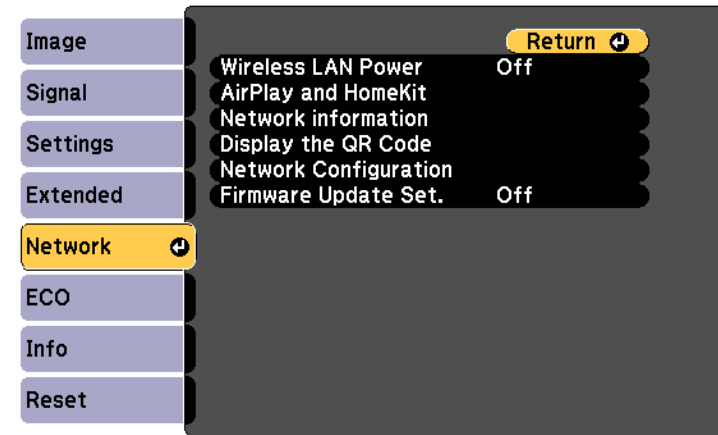 Image
Signal
Settings
Extended
Network
ECO
Info
Reset
Return
Wireless LAN Power Off
AirPlay and HomeKit
Network information
Display the QR Code
Network Configuration
Firmware Update Set. Off